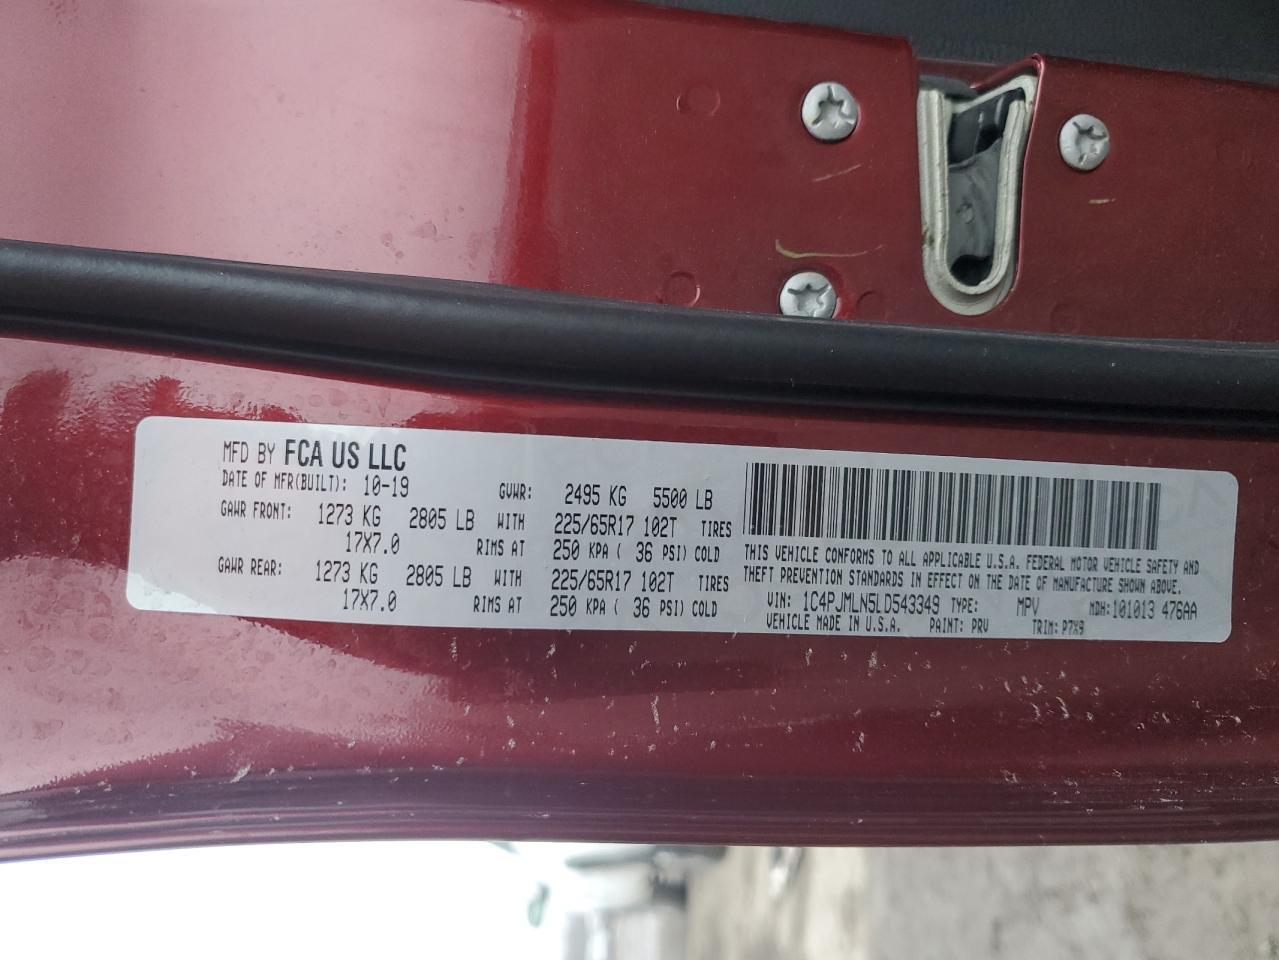 MFD BY FCA US LLC
DATE OF MFR(BUILT): 10-19 GVWR: 2495 KG 5500 LB
GAWR FRONT: 1273 KG 2805 LB WITH 225/65R17 102T TIRES
17X7.0 RIMS AT 250 KPA ( 36 PSI) COLD
GAWR REAR: 1273 KG 2805 LB WITH 225/65R17 102T TIRES
17X7.0 RIMS AT 250 KPA ( 36 PSI) COLD
THIS VEHICLE CONFORMS TO ALL APPLICABLE U.S.A. FEDERAL MOTOR VEHICLE SAFETY AND
THEFT PREVENTION STANDARDS IN EFFECT ON THE DATE OF MANUFACTURE SHOWN ABOVE.
VIN: 1C4PJMLN5LD543349 TYPE: MPV MDH:101013 476AA
VEHICLE MADE IN U.S.A. PAINT: PRV TRIM: P7X9